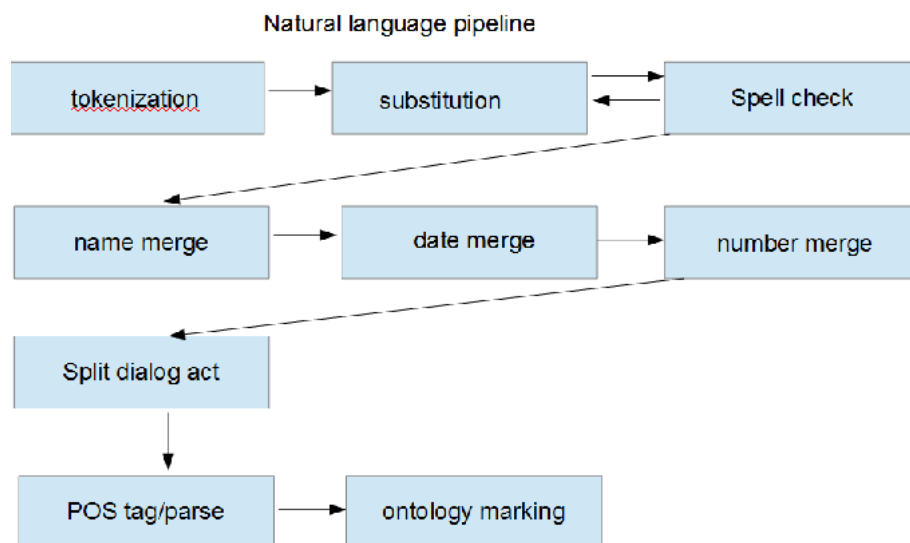 Natural language pipeline
tokenization
substitution
Spell check
name merge
date merge
number merge
Split dialog act
POS tag/parse
ontology marking